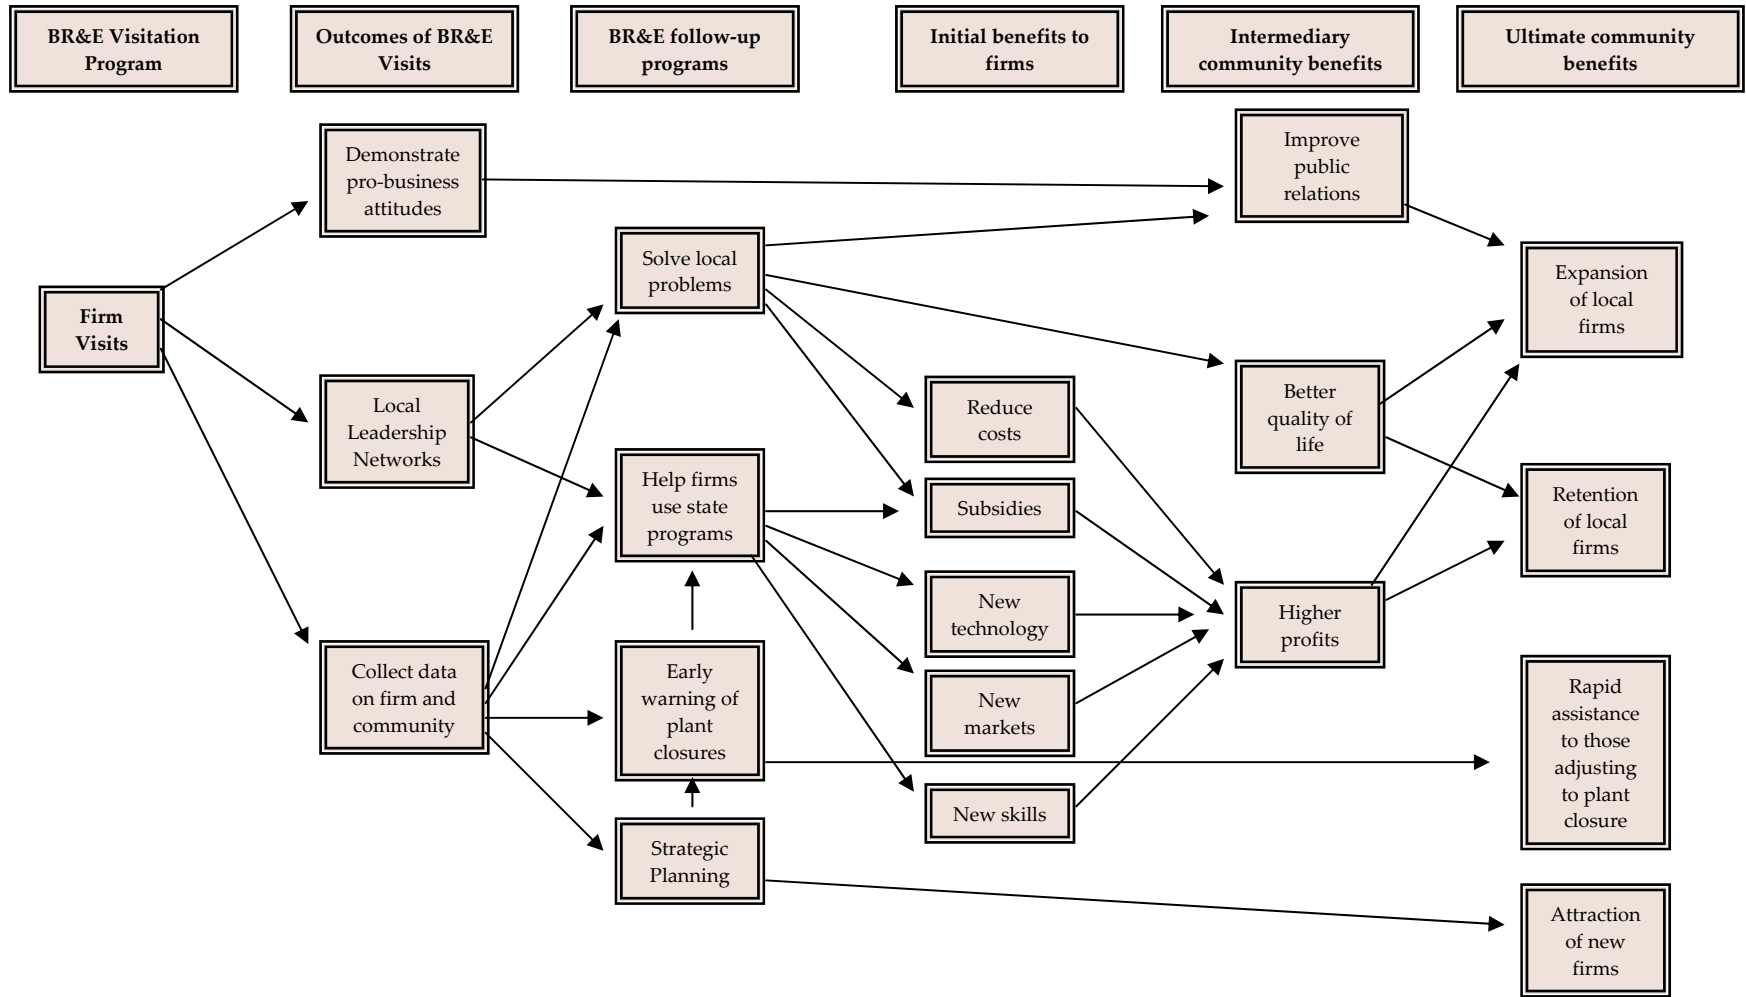 BR&E Visitation
Program
Outcomes of BR&E
Visits
BR&E follow-up
programs
Initial benefits to
firms
Intermediary
community benefits
Ultimate community
benefits
Firm
Visits
Demonstrate
pro-business
attitudes
Local
Leadership
Networks
Collect data
on firm and
community
Solve local
problems
Help firms
use state
programs
Early
warning of
plant
closures
Strategic
Planning
Reduce
costs
Subsidies
New
technology
New
markets
New skills
Improve
public
relations
Better
quality of
life
Higher
profits
Expansion
of local
firms
Retention
of local
firms
Rapid
assistance
to those
adjusting
to plant
closure
Attraction
of new
firms